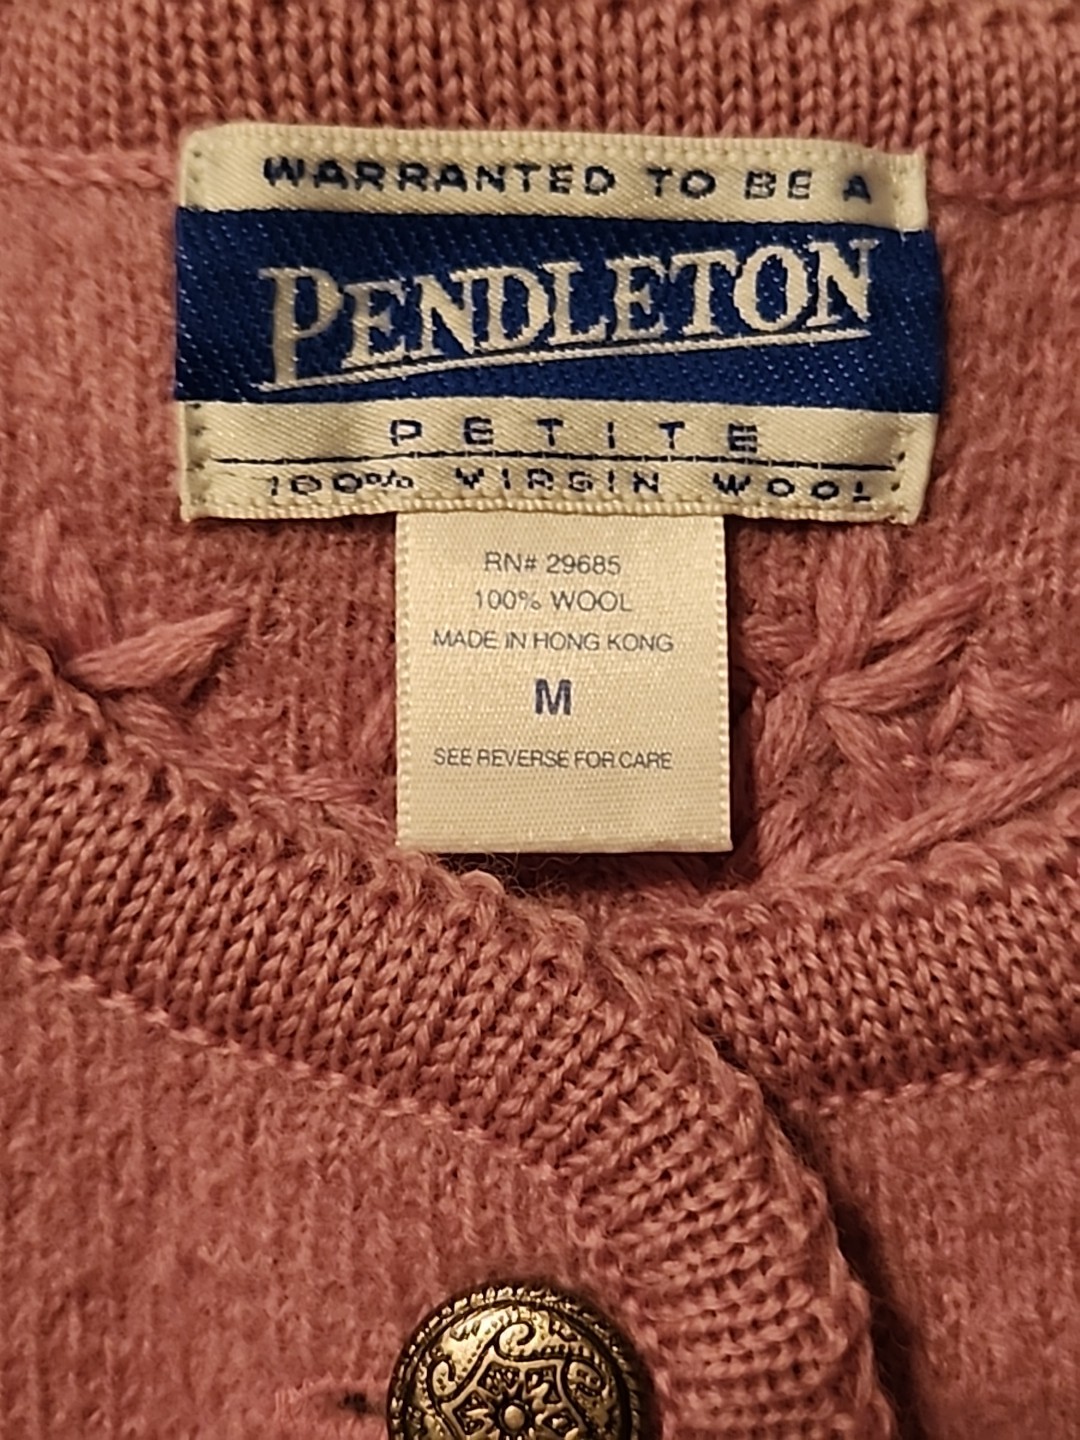 WARRANTED TO BE A
PENDLETON
PETITE
100% VIRGIN WOOL
RN# 29685
100% WOOL
MADE IN HONG KONG
M
SEE REVERSE FOR CARE